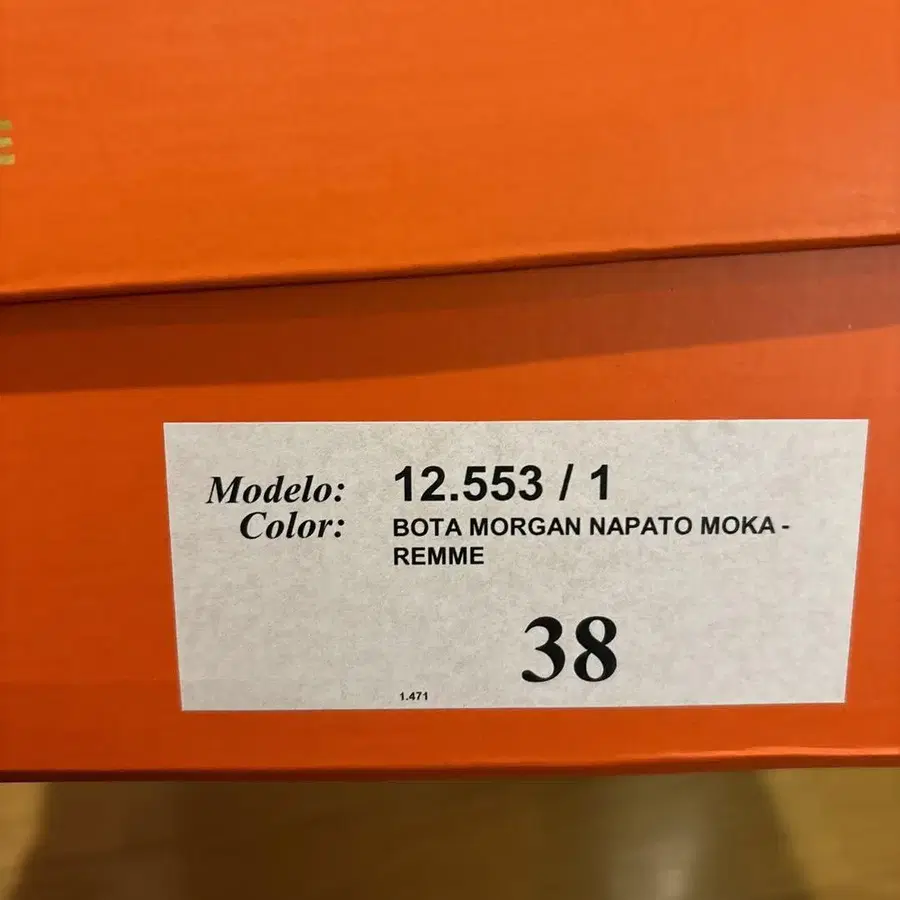 Modelo: 12.553 / 1
Color: BOTA MORGAN NAPATO MOKA -
REMME
38
1.471